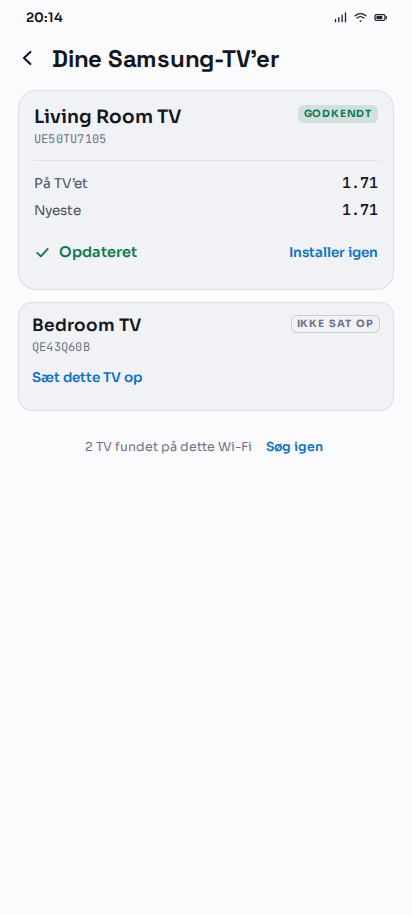 20:14
Dine Samsung-TV’er
Living Room TV
GODKENDT
UE50TU7105
På TV’et 1.71
Nyeste 1.71
Opdateret Installer igen
Bedroom TV
IKKE SAT OP
QE43Q60B
Sæt dette TV op
2 TV fundet på dette Wi-Fi Søg igen